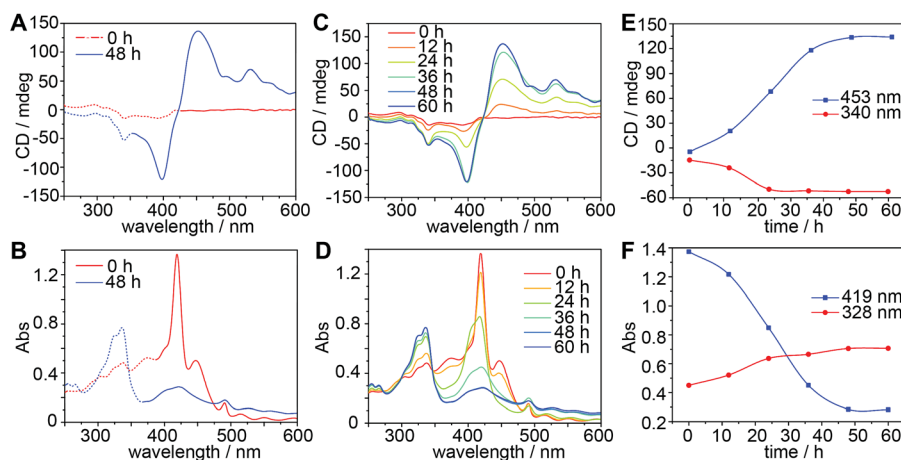 A
CD / mdeg
150
100
50
0
-50
-100
-150
0 h
48 h
300
400
500
600
wavelength / nm
B
Abs
1.2
0.8
0.4
0
0 h
48 h
300
400
500
600
wavelength / nm
C
CD / mdeg
150
100
50
0
-50
-100
-150
0 h
12 h
24 h
36 h
48 h
60 h
300
400
500
600
wavelength / nm
D
Abs
1.2
0.8
0.4
0
0 h
12 h
24 h
36 h
48 h
60 h
300
400
500
600
wavelength / nm
E
CD / mdeg
150
120
90
60
30
0
-30
-60
453 nm
340 nm
0 10 20 30 40 50 60
time / h
F
Abs
1.4
1.2
1.0
0.8
0.6
0.4
0.2
419 nm
328 nm
0 10 20 30 40 50 60
time / h